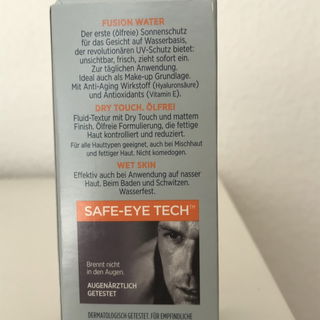 FUSION WATER
Der erste (ölfreie) Sonnenschutz
für das Gesicht auf Wasserbasis,
der revolutionären UV-Schutz bietet:
unsichtbar, frisch, zieht sofort ein.
Zur täglichen Anwendung.
Ideal auch als Make-up Grundlage.
Mit Anti-Aging Wirkstoff (Hyaluronsäure)
und Antioxidants (Vitamin E).
DRY TOUCH. ÖLFREI
Fluid-Textur mit Dry Touch und mattem
Finish. Ölfreie Formulierung, die fettige
Haut kontrolliert und reduziert.
Für alle Hauttypen geeignet, auch bei Mischhaut
und fettiger Haut. Nicht komedogen.
WET SKIN
Effektiv auch bei Anwendung auf nasser
Haut. Beim Baden und Schwitzen.
Wasserfest.
SAFE-EYE TECH™
Brennt nicht
in den Augen.
AUGENÄRZTLICH
GETESTET
DERMATOLOGISCH GETESTET. FÜR EMPFINDLICHE